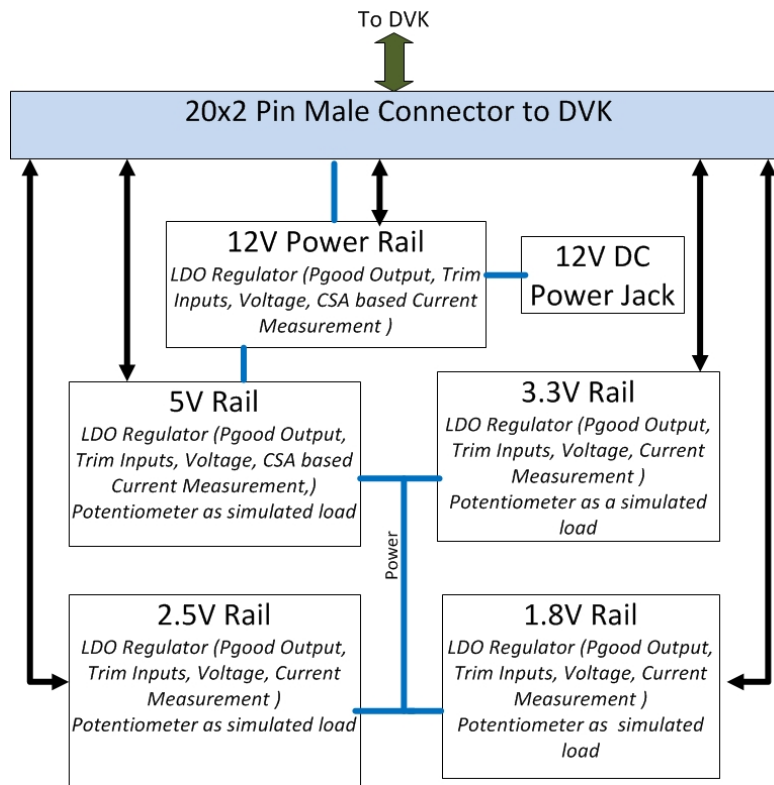 To DVK
20x2 Pin Male Connector to DVK
12V Power Rail
LDO Regulator (Pgood Output, Trim
Inputs, Voltage, CSA based Current
Measurement )
12V DC
Power Jack
5V Rail
LDO Regulator (Pgood Output,
Trim Inputs, Voltage, CSA based
Current Measurement,)
Potentiometer as simulated load
3.3V Rail
LDO Regulator (Pgood Output,
Trim Inputs, Voltage, Current
Measurement )
Potentiometer as a simulated
load
Power
2.5V Rail
LDO Regulator (Pgood Output,
Trim Inputs, Voltage, Current
Measurement )
Potentiometer as simulated load
1.8V Rail
LDO Regulator (Pgood Output,
Trim Inputs, Voltage, Current
Measurement )
Potentiometer as  simulated
load